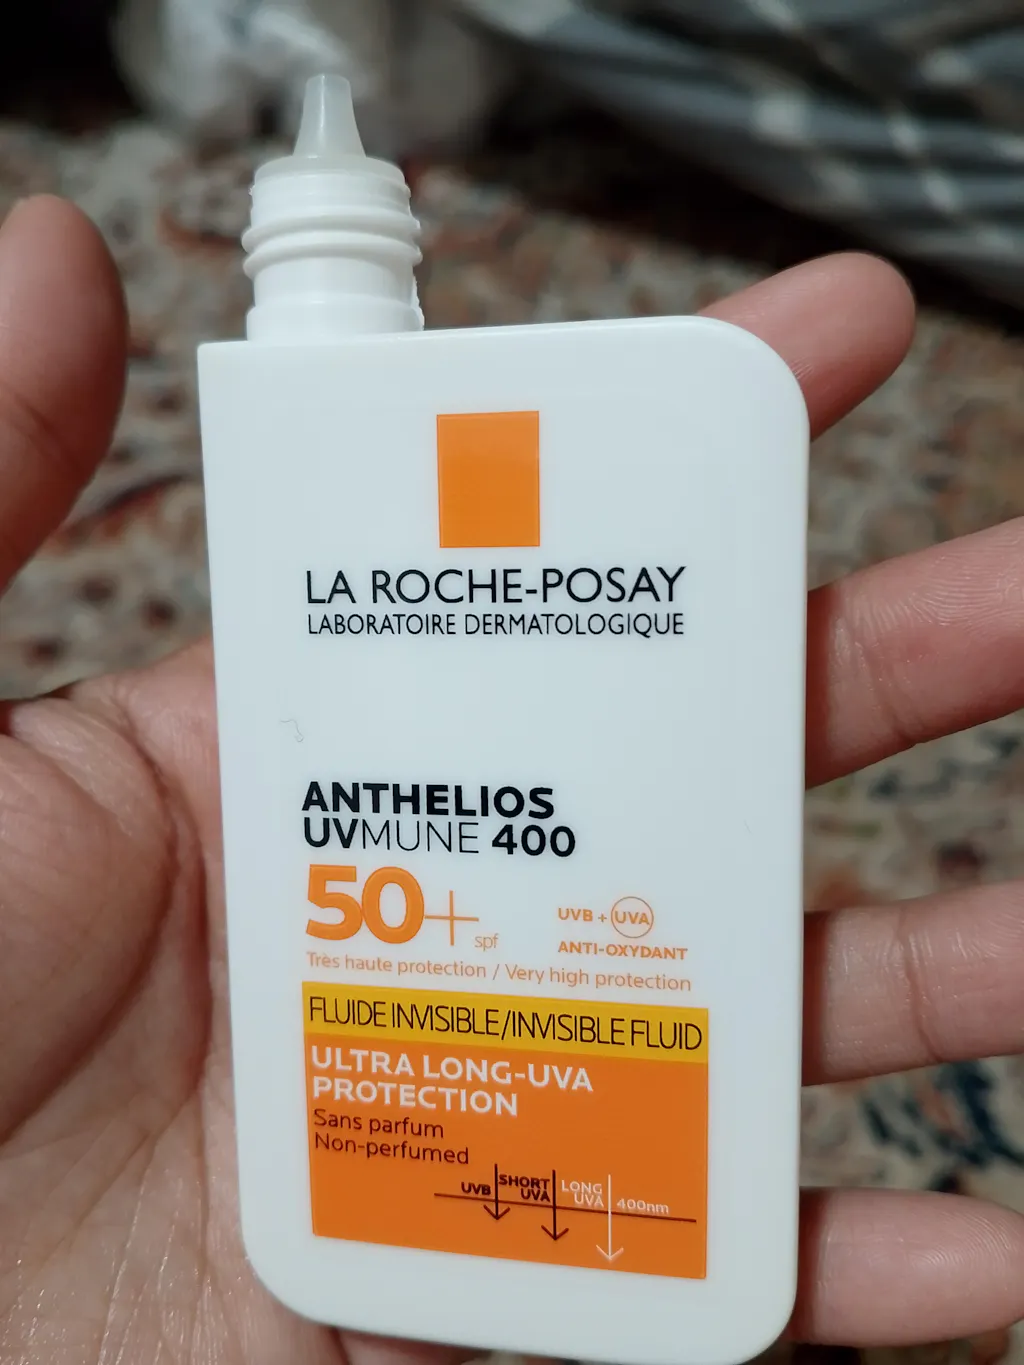 LA ROCHE-POSAY
LABORATOIRE DERMATOLOGIQUE
ANTHELIOS
UVMUNE 400
50+ spf
UVB + UVA
ANTI-OXYDANT
Très haute protection / Very high protection
FLUIDE INVISIBLE/INVISIBLE FLUID
ULTRA LONG-UVA
PROTECTION
Sans parfum
Non-perfumed
UVB
SHORT
UVA
LONG
UVA
400nm